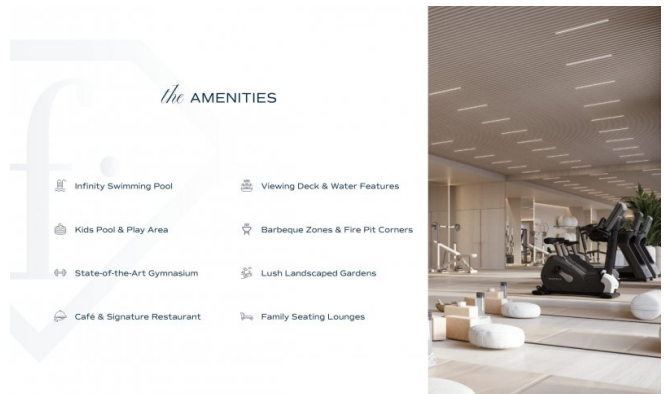 the AMENITIES
Infinity Swimming Pool
Viewing Deck & Water Features
Kids Pool & Play Area
Barbeque Zones & Fire Pit Corners
State-of-the-Art Gymnasium
Lush Landscaped Gardens
Café & Signature Restaurant
Family Seating Lounges